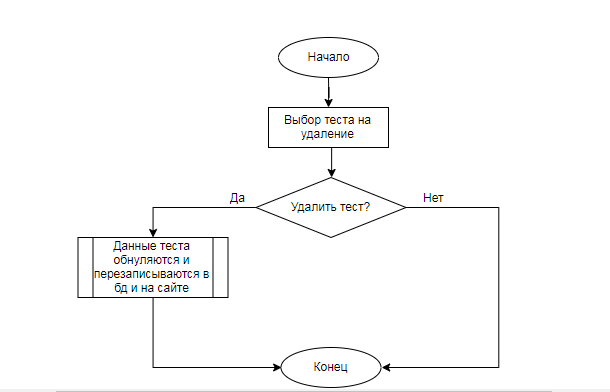 Начало
Выбор теста на
удаление
Да
Удалить тест?
Нет
Данные теста
обнуляются и
перезаписываются в
бд и на сайте
Конец